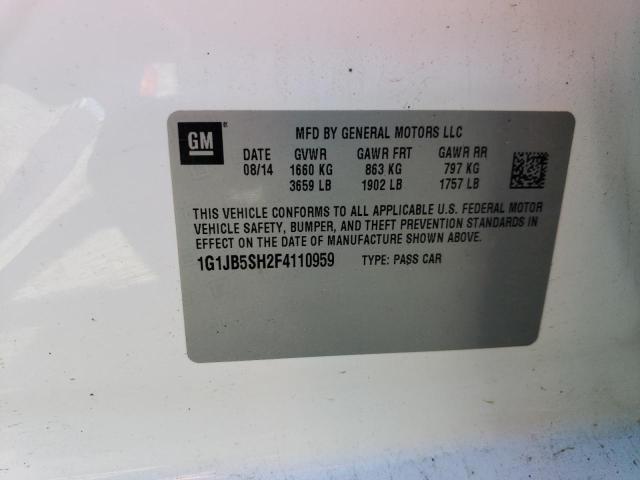 GM
MFD BY GENERAL MOTORS LLC
DATE GVWR GAWR FRT GAWR RR
08/14 1660 KG 863 KG 797 KG
3659 LB 1902 LB 1757 LB
THIS VEHICLE CONFORMS TO ALL APPLICABLE U.S. FEDERAL MOTOR
VEHICLE SAFETY, BUMPER, AND THEFT PREVENTION STANDARDS IN
EFFECT ON THE DATE OF MANUFACTURE SHOWN ABOVE.
1G1JB5SH2F4110959 TYPE: PASS CAR